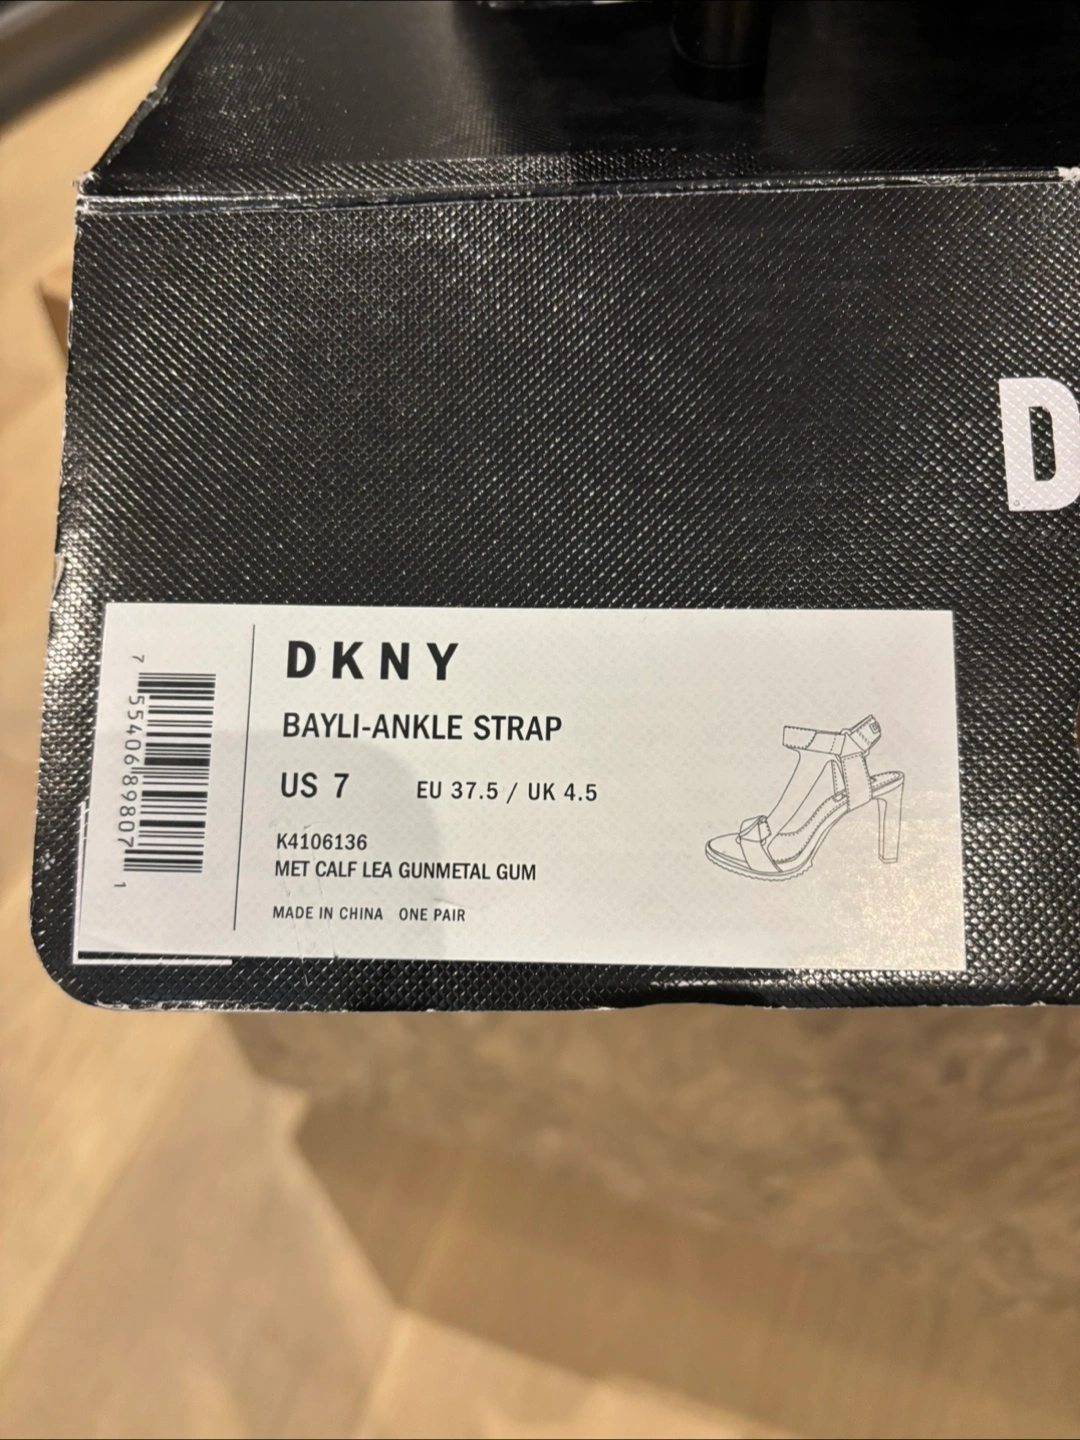 D
DKNY
BAYLI-ANKLE STRAP
US 7 EU 37.5 / UK 4.5
K4106136
MET CALF LEA GUNMETAL GUM
MADE IN CHINA ONE PAIR
7 55406 89807 1